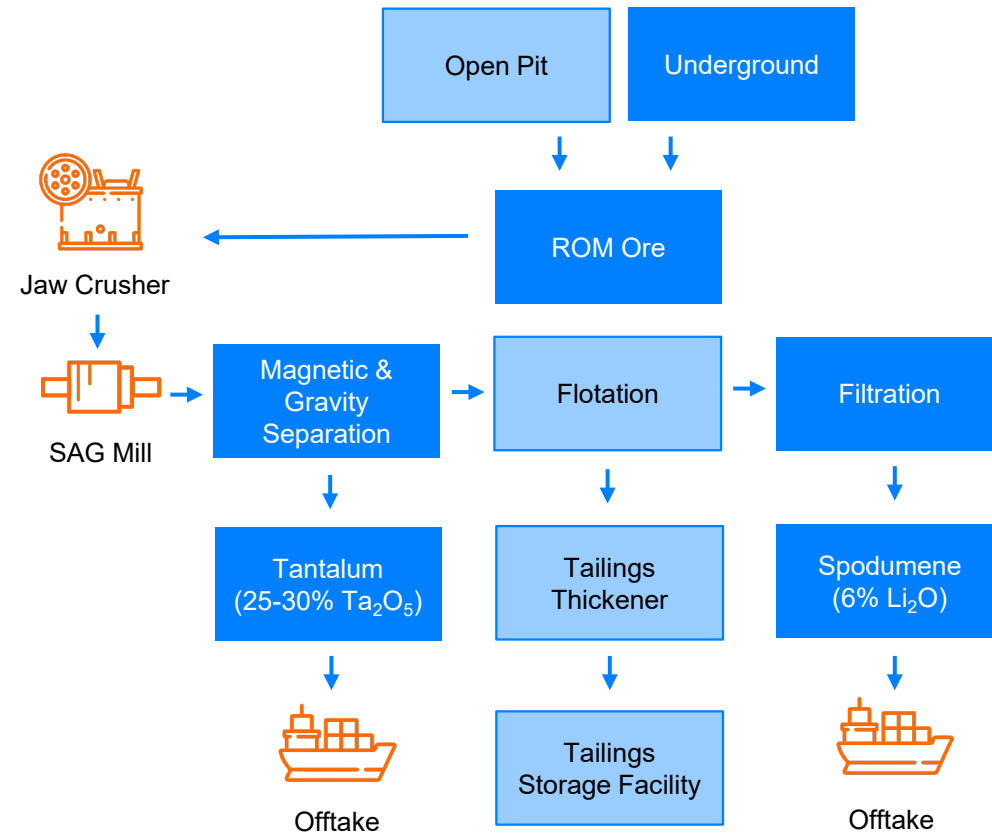 Open Pit
Underground
ROM Ore
Jaw Crusher
SAG Mill
Magnetic &
Gravity
Separation
Flotation
Filtration
Tantalum
(25-30% Ta₂O₅)
Tailings
Thickener
Spodumene
(6% Li₂O)
Offtake
Tailings
Storage Facility
Offtake